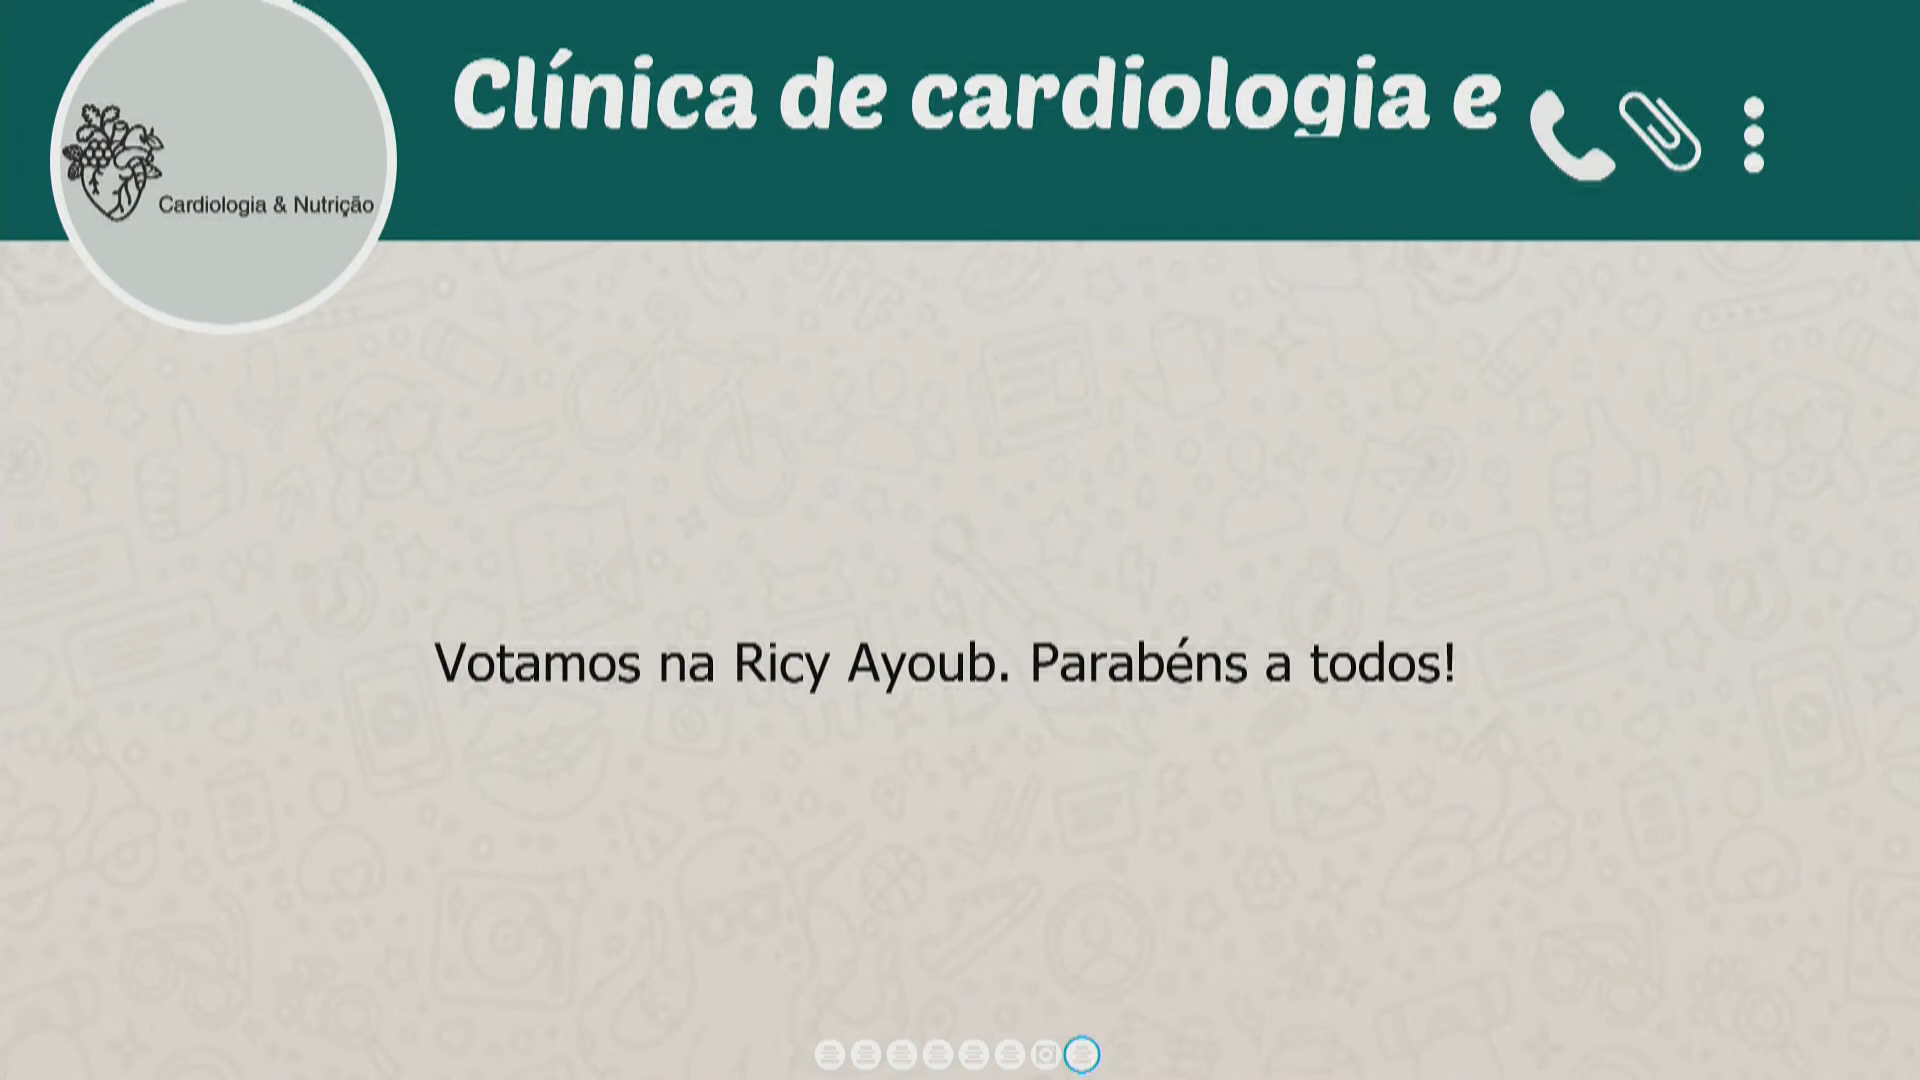 Clínica de cardiologia e
Cardiologia & Nutrição
Votamos na Ricy Ayoub. Parabéns a todos!